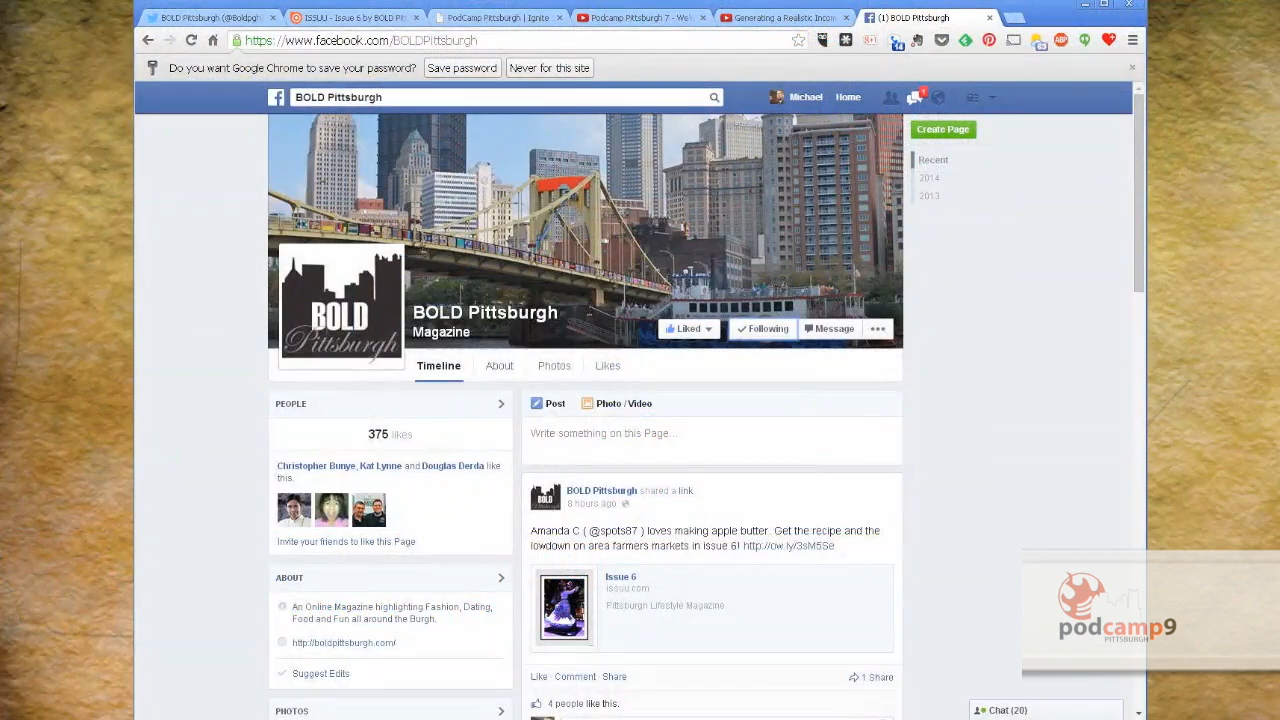 BOLD Pittsburgh (@Boldpgh
ISSUU - Issue 6 by BOLD Pitt
PodCamp Pittsburgh | Ignite
Podcamp Pittsburgh 7 - We'r
Generating a Realistic Incom
(1) BOLD Pittsburgh
https://www.facebook.com/BOLDPittsburgh
Do you want Google Chrome to save your password? Save password Never for this site
BOLD Pittsburgh
Michael Home
1
Create Page
Recent
2014
2013
BOLD Pittsburgh
BOLD Pittsburgh
Magazine
Liked Following Message
Timeline About Photos Likes
PEOPLE
375 likes
Christopher Bunye, Kat Lynne and Douglas Derda like
this.
Invite your friends to like this Page
ABOUT
An Online Magazine highlighting Fashion, Dating,
Food and Fun all around the Burgh.
http://boldpittsburgh.com/
Suggest Edits
PHOTOS
Post Photo / Video
Write something on this Page...
BOLD
BOLD Pittsburgh shared a link.
8 hours ago
Amanda C ( @spots87 ) loves making apple butter. Get the recipe and the
lowdown on area farmers markets in issue 6! http://ow.ly/3sM5Se
Issue 6
issuu.com
Pittsburgh Lifestyle Magazine
Like · Comment · Share
1 Share
4 people like this.
Chat (20)
podcamp9
PITTSBURGH